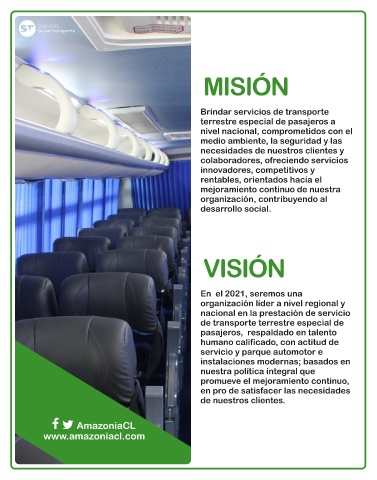 ST
MISIÓN
Brindar servicios de transporte
terrestre especial de pasajeros a
nivel nacional, comprometidos con el
medio ambiente, la seguridad y las
necesidades de nuestros clientes y
colaboradores, ofreciendo servicios
innovadores, competitivos y
rentables, orientados hacia el
mejoramiento continuo de nuestra
organización, contribuyendo al
desarrollo social.
VISIÓN
En el 2021, seremos una
organización líder a nivel regional y
nacional en la prestación de servicio
de transporte terrestre especial de
pasajeros, respaldado en talento
humano calificado, con actitud de
servicio y parque automotor e
instalaciones modernas; basados en
nuestra política integral que
promueve el mejoramiento continuo,
en pro de satisfacer las necesidades
de nuestros clientes.
AmazoniaCL
www.amazoniacl.com